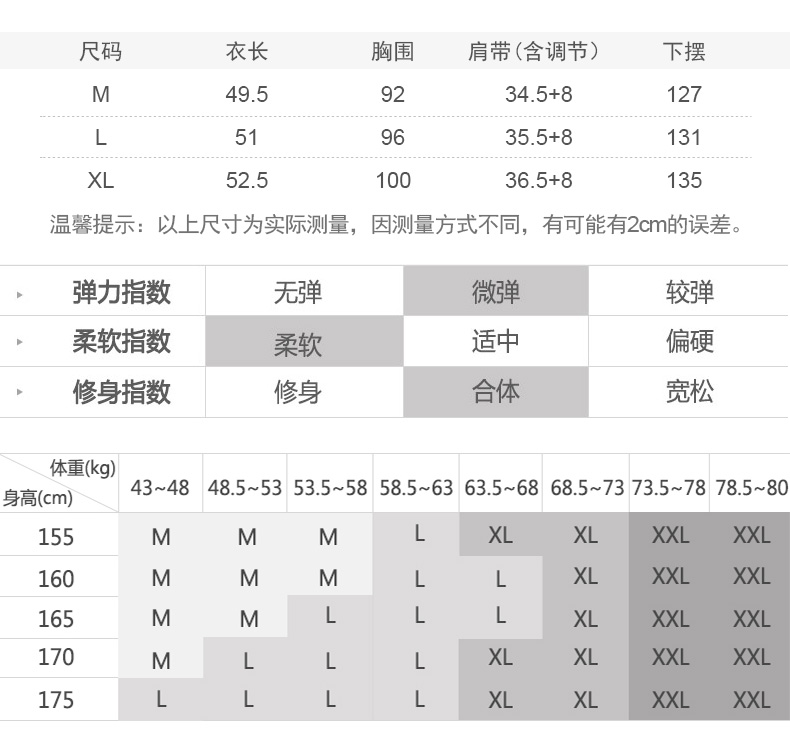 尺码 衣长 胸围 肩带(含调节) 下摆
M 49.5 92 34.5+8 127
L 51 96 35.5+8 131
XL 52.5 100 36.5+8 135
温馨提示：以上尺寸为实际测量，因测量方式不同，有可能有2cm的误差。
弹力指数 无弹 微弹 较弹
柔软指数 柔软 适中 偏硬
修身指数 修身 合体 宽松
体重(kg)
身高(cm) 43~48 48.5~53 53.5~58 58.5~63 63.5~68 68.5~73 73.5~78 78.5~80
155 M M M L XL XL XXL XXL
160 M M M L L XL XXL XXL
165 M M L L L XL XXL XXL
170 M L L L XL XL XXL XXL
175 L L L L XL XL XXL XXL